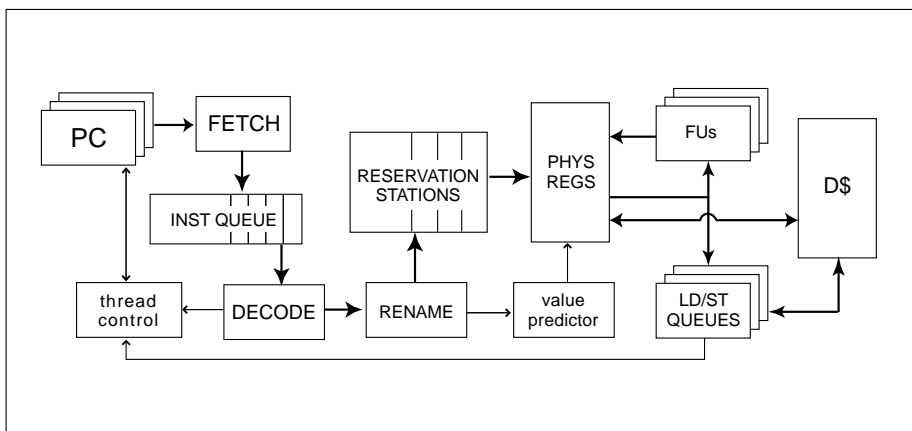 PC
FETCH
INST QUEUE
thread
control
DECODE
RESERVATION
STATIONS
RENAME
value
predictor
PHYS
REGS
FUs
LD/ST
QUEUES
D$